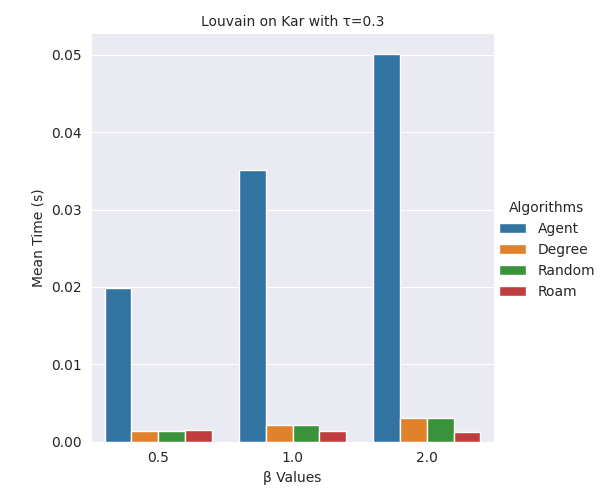 Louvain on Kar with τ=0.3
0.05
0.04
0.03
0.02
0.01
0.00
Mean Time (s)
0.5
1.0
2.0
β Values
Algorithms
Agent
Degree
Random
Roam